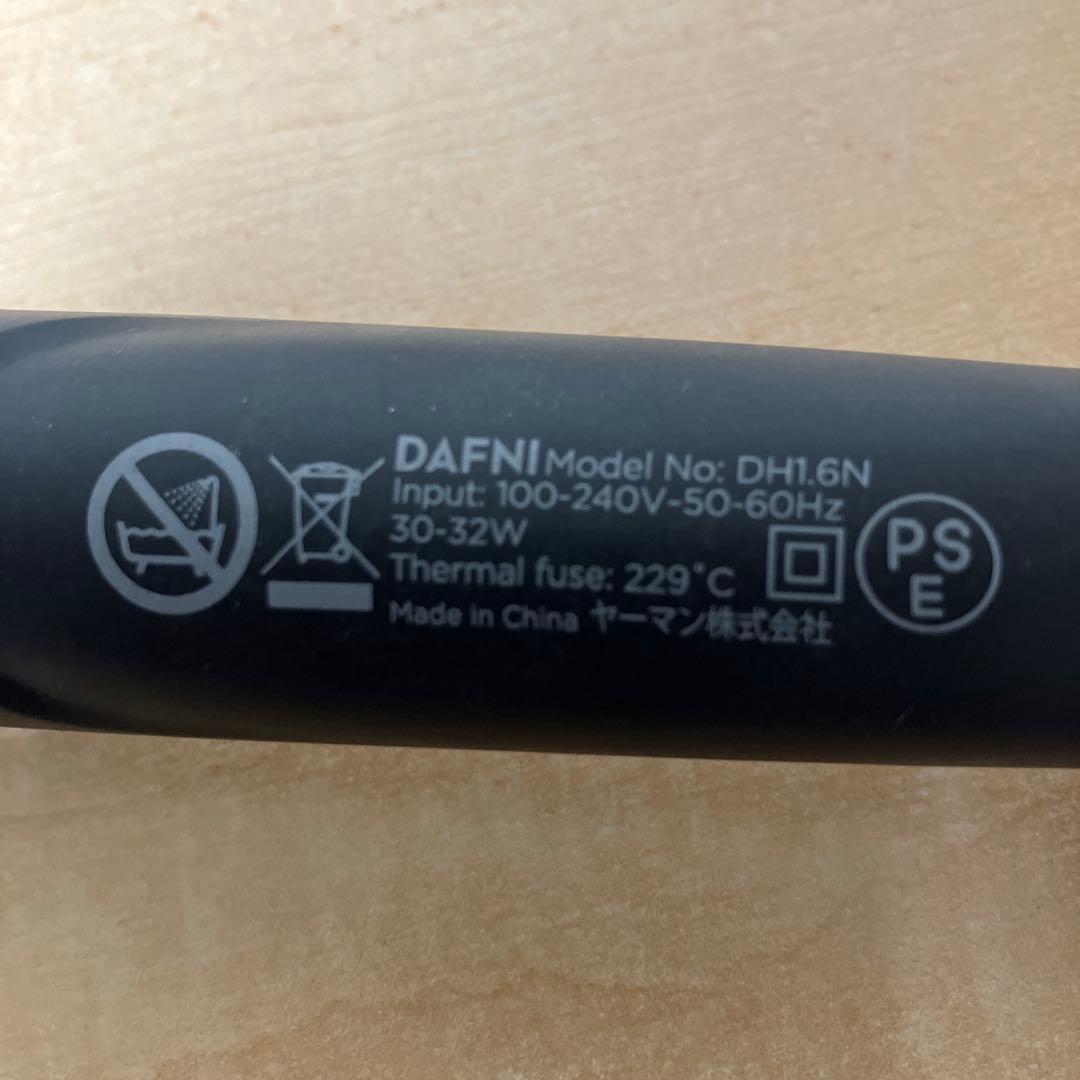 DAFNI Model No: DH1.6N
Input: 100-240V-50-60Hz
30-32W
Thermal fuse: 229°C
Made in China ヤーマン株式会社
PS
E